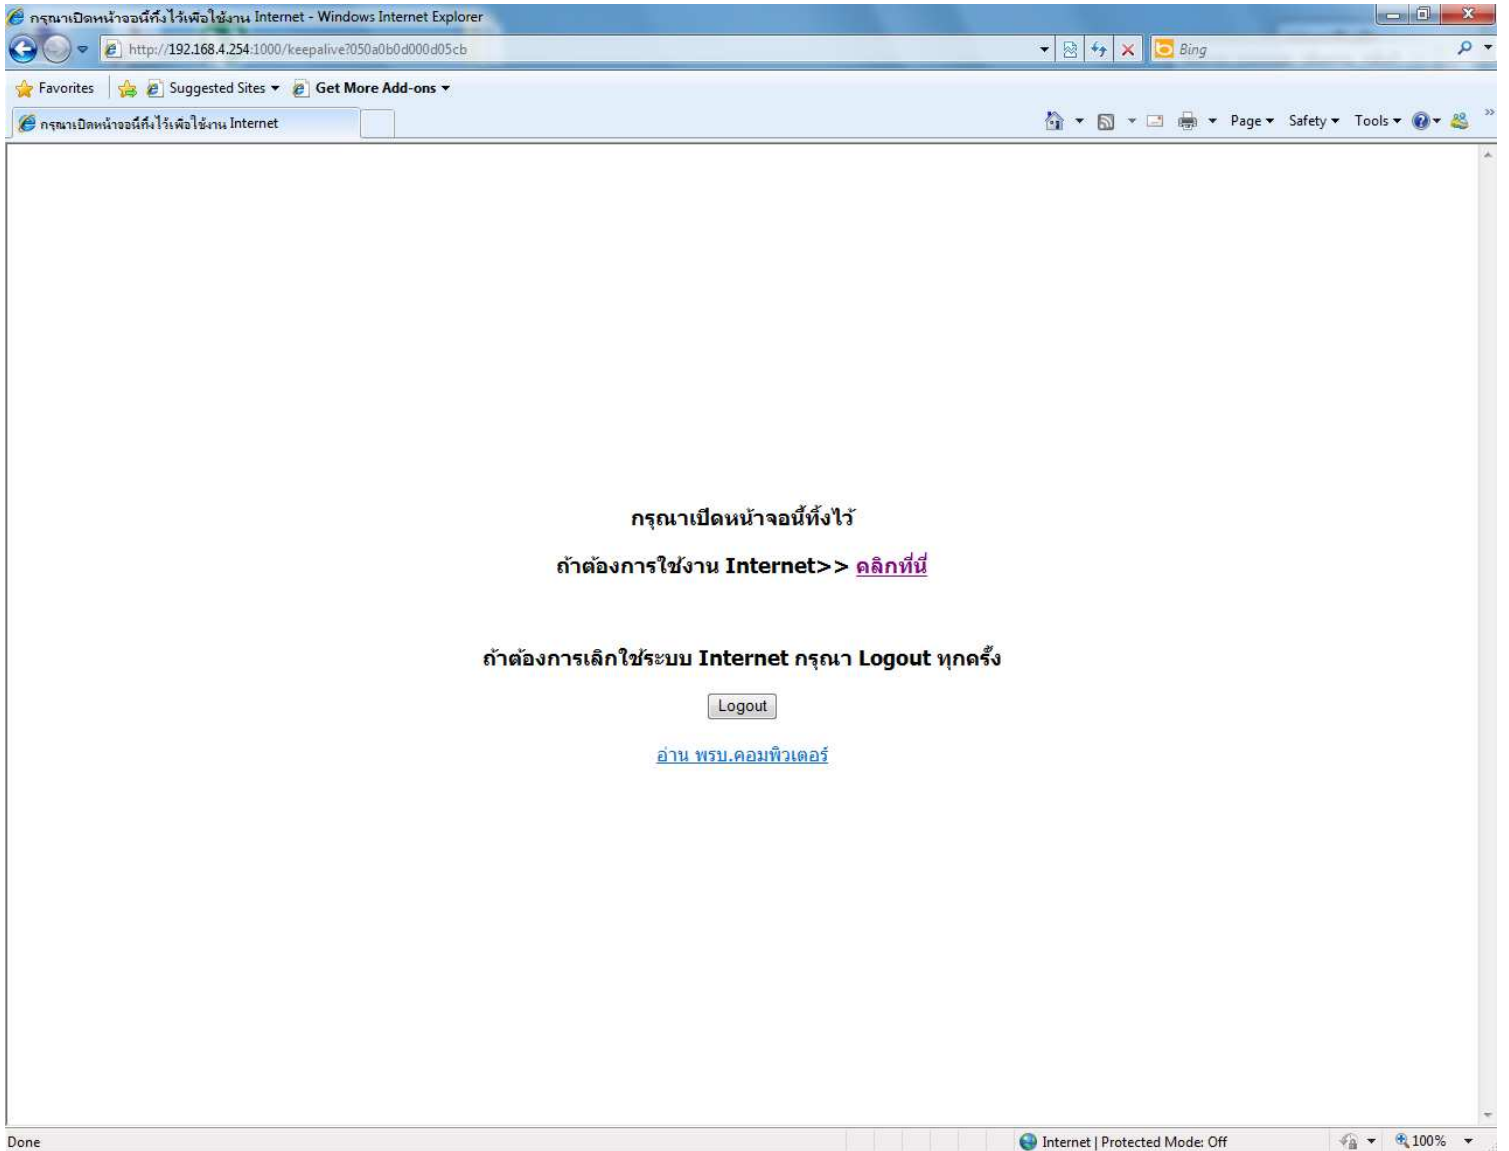 กรุณาเปิดหน้าจอนี้ทิ้งไว้เพื่อใช้งาน Internet - Windows Internet Explorer
http://192.168.4.254:1000/keepalive?050a0b0d000d05cb
Bing
Favorites
Suggested Sites
Get More Add-ons
กรุณาเปิดหน้าจอนี้ทิ้งไว้เพื่อใช้งาน Internet
Page
Safety
Tools
กรุณาเปิดหน้าจอนี้ทิ้งไว้
ถ้าต้องการใช้งาน Internet>> คลิกที่นี่
ถ้าต้องการเลิกใช้ระบบ Internet กรุณา Logout ทุกครั้ง
Logout
อ่าน พรบ.คอมพิวเตอร์
Done
Internet | Protected Mode: Off
100%